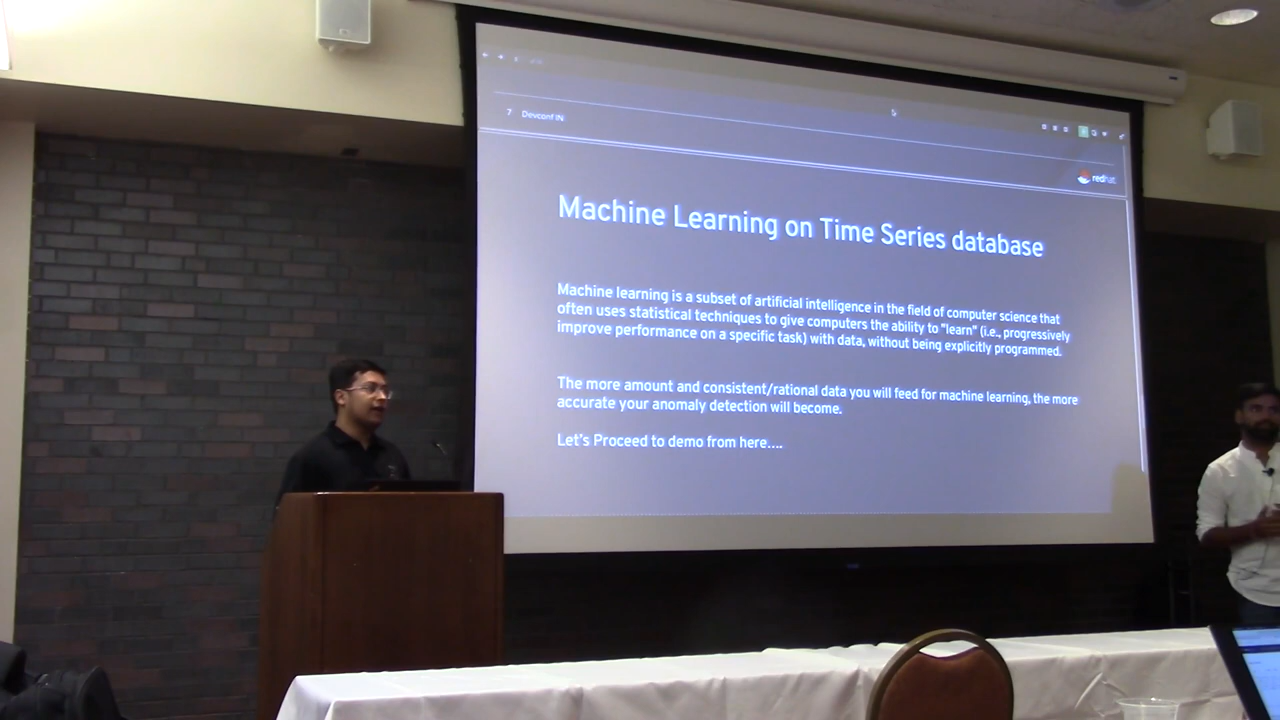 7 Devconf IN
redhat
Machine Learning on Time Series database
Machine learning is a subset of artificial intelligence in the field of computer science that
often uses statistical techniques to give computers the ability to "learn" (i.e., progressively
improve performance on a specific task) with data, without being explicitly programmed.
The more amount and consistent/rational data you will feed for machine learning, the more
accurate your anomaly detection will become.
Let's Proceed to demo from here....